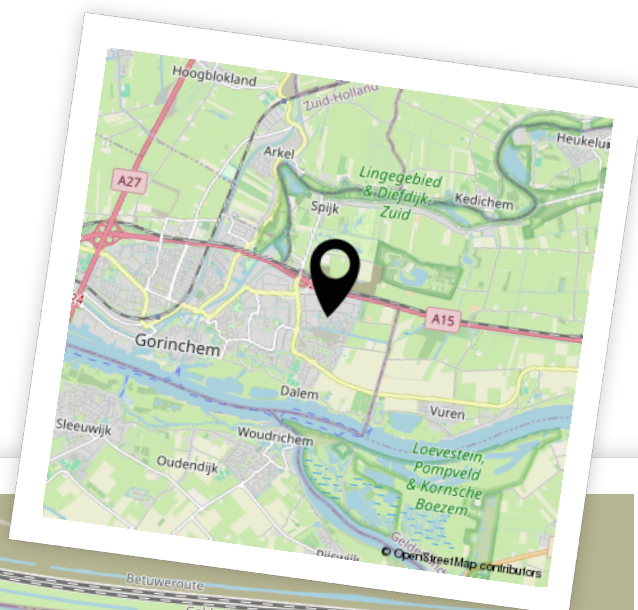 Hoogblokland
Zuid-Holland
Arkel
Heukelu
A27
Lingegebied
& Diefdijk-
Zuid
Kedichem
Spijk
A15
Gorinchem
Dalem
Vuren
Sleeuwijk
Woudrichem
Loevestein,
Pompveld
& Kornsche
Boezem
Oudendijk
© OpenStreetMap contributors
Betuweroute